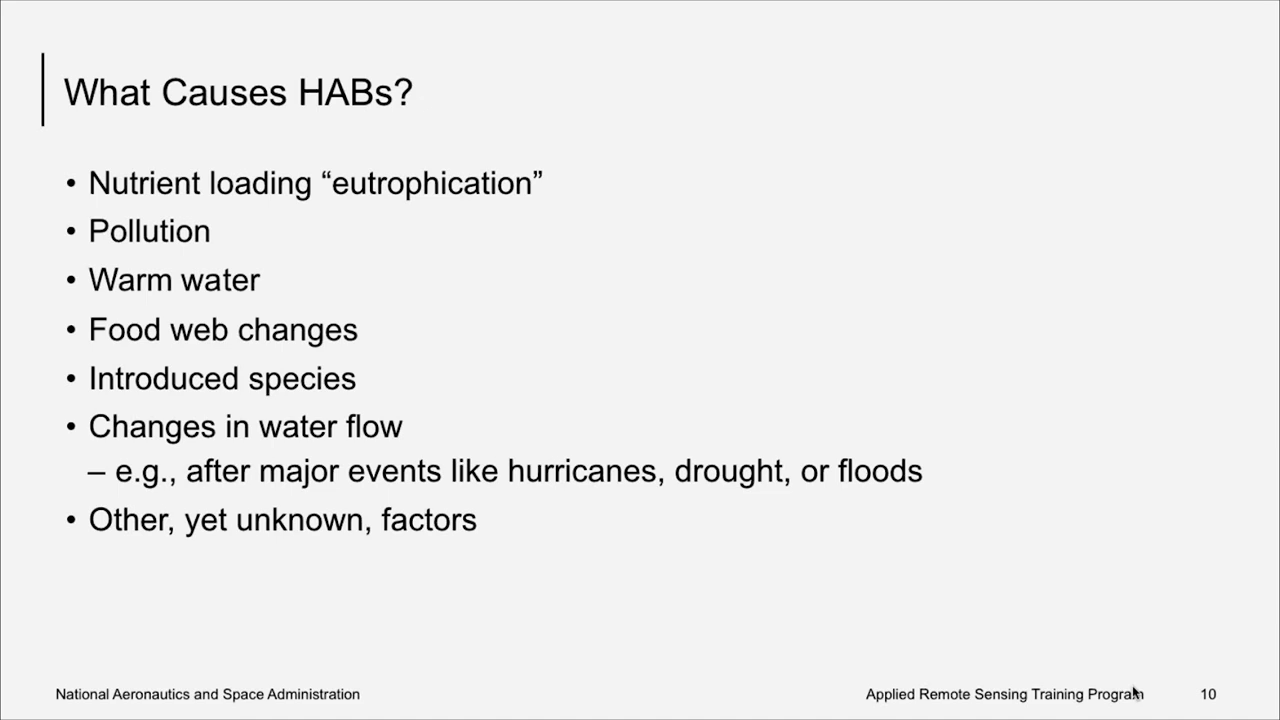 What Causes HABs?
• Nutrient loading “eutrophication”
• Pollution
• Warm water
• Food web changes
• Introduced species
• Changes in water flow
– e.g., after major events like hurricanes, drought, or floods
• Other, yet unknown, factors
National Aeronautics and Space Administration
Applied Remote Sensing Training Program
10